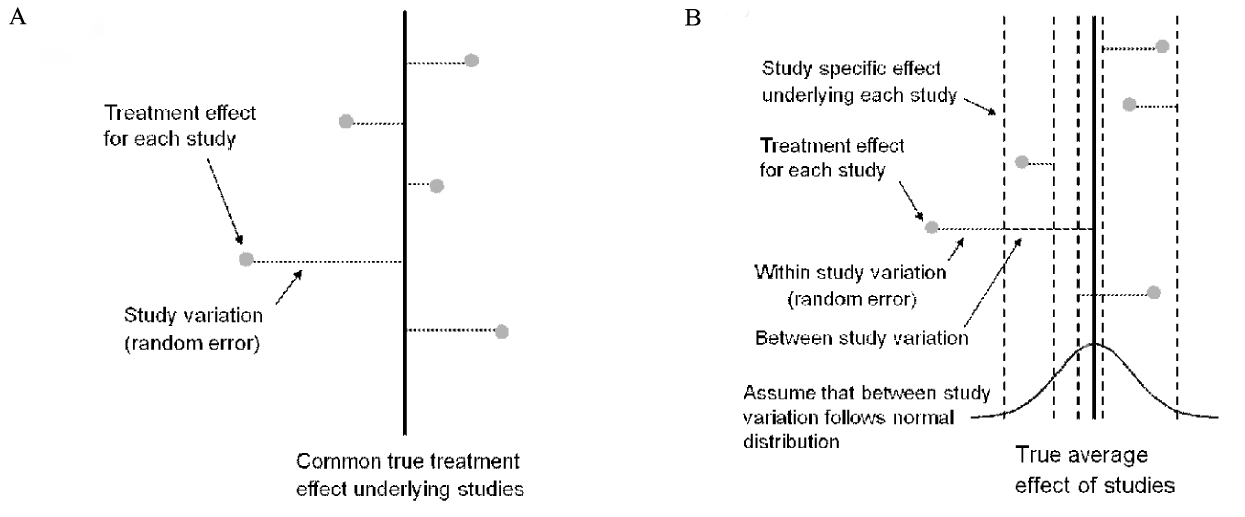 A
Treatment effect
for each study
Study variation
(random error)
Common true treatment
effect underlying studies
B
Study specific effect
underlying each study
Treatment effect
for each study
Within study variation
(random error)
Between study variation
Assume that between study
variation follows normal
distribution
True average
effect of studies